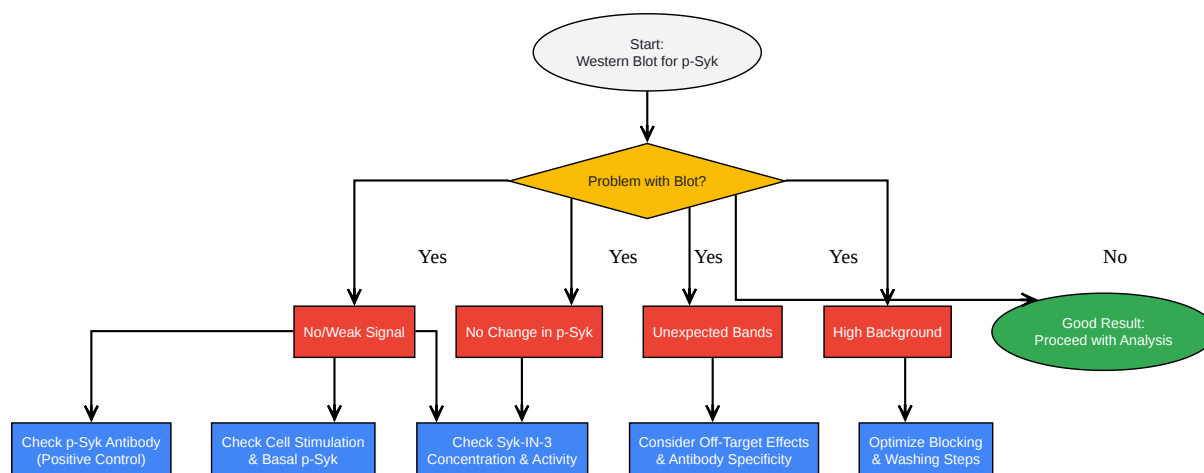 Start:
Western Blot for p-Syk
Problem with Blot?
Yes
Yes
Yes
Yes
No
No/Weak Signal
No Change in p-Syk
Unexpected Bands
High Background
Good Result:
Proceed with Analysis
Check p-Syk Antibody
(Positive Control)
Check Cell Stimulation
& Basal p-Syk
Check Syk-IN-3
Concentration & Activity
Consider Off-Target Effects
& Antibody Specificity
Optimize Blocking
& Washing Steps